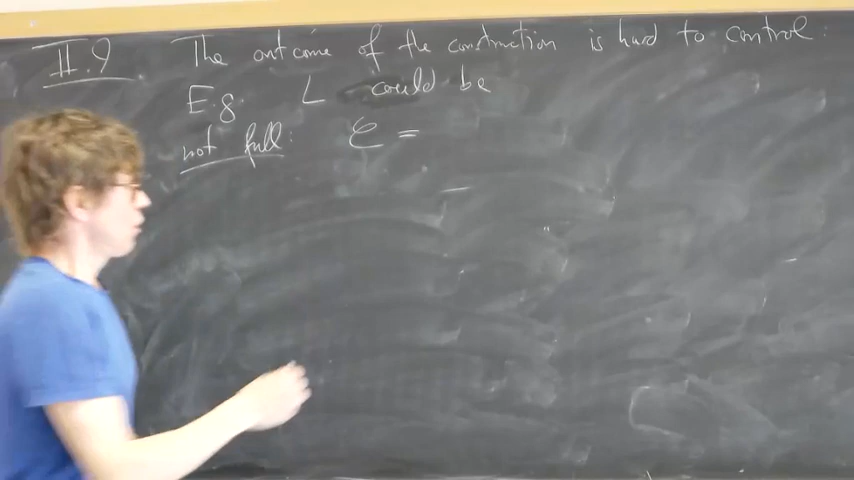 II.9 The outcome of the construction is hard to control:
E.g. L could be
not full: C =